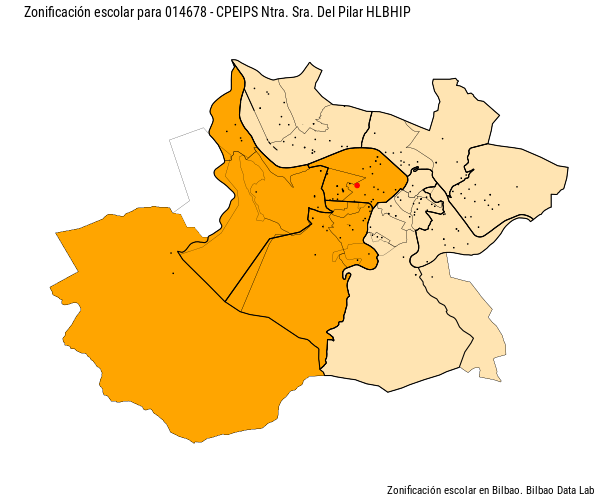 Zonificación escolar para 014678 - CPEIPS Ntra. Sra. Del Pilar HLBHIP
Zonificación escolar en Bilbao. Bilbao Data Lab